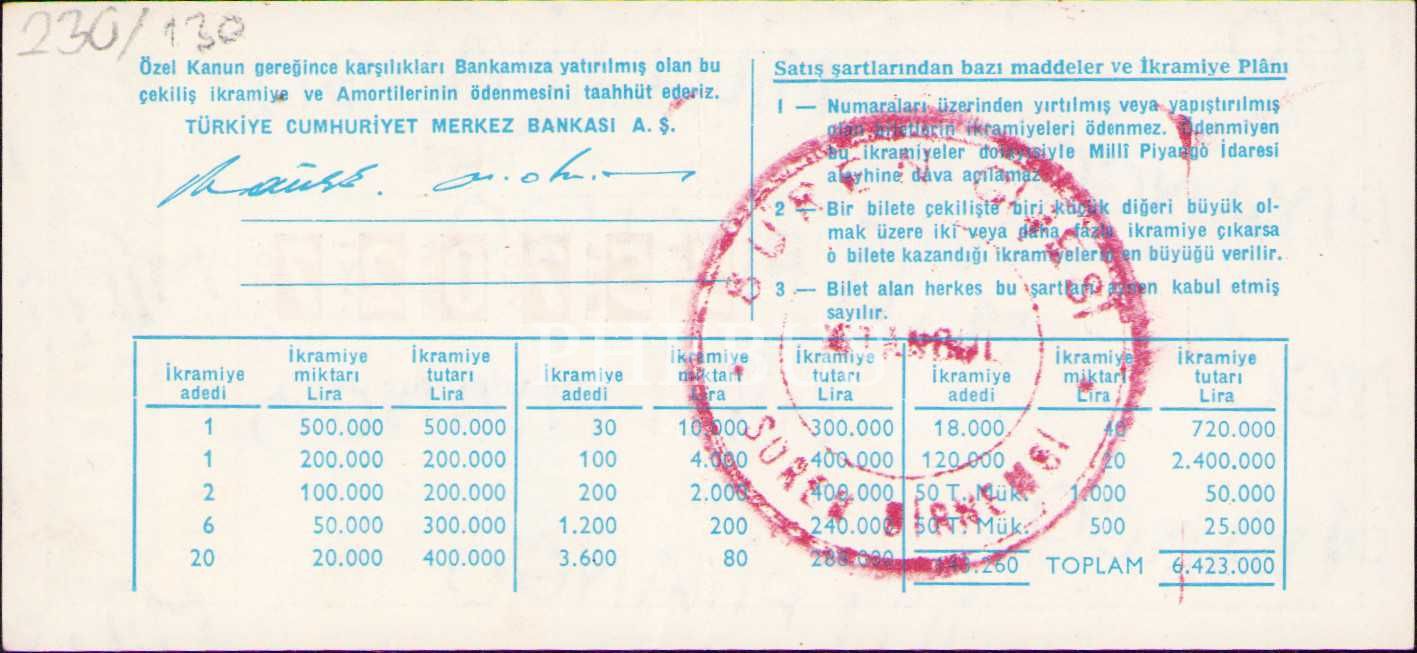 230/130
Özel Kanun gereğince karşılıkları Bankamıza yatırılmış olan bu
çekiliş ikramiye ve Amortilerinin ödenmesini taahhüt ederiz.
TÜRKİYE CUMHURİYET MERKEZ BANKASI A. Ş.
Satış şartlarından bazı maddeler ve İkramiye Plânı
1 — Numaraları üzerinden yırtılmış veya yapıştırılmış
olan biletlerin ikramiyeleri ödenmez. Ödenmiyen
bu ikramiyeler dolayısiyle Millî Piyango İdaresi
aleyhine dâva açılamaz.
2 — Bir bilete çekilişte biri küçük diğeri büyük ol-
mak üzere iki veya daha fazla ikramiye çıkarsa
o bilete kazandığı ikramiyelerin en büyüğü verilir.
3 — Bilet alan herkes bu şartları aynen kabul etmiş
sayılır.
İSTANBUL
PHEBUS
İkramiye adedi İkramiye miktarı Lira İkramiye tutarı Lira İkramiye adedi İkramiye miktarı Lira İkramiye tutarı Lira İkramiye adedi İkramiye miktarı Lira İkramiye tutarı Lira
1 500.000 500.000 30 10.000 300.000 18.000 40 720.000
1 200.000 200.000 100 4.000 400.000 120.000 20 2.400.000
2 100.000 200.000 200 2.000 400.000 50 T. Mük. 1.000 50.000
6 50.000 300.000 1.200 200 240.000 50 T. Mük. 500 25.000
20 20.000 400.000 3.600 80 288.000 143.260 TOPLAM 6.423.000